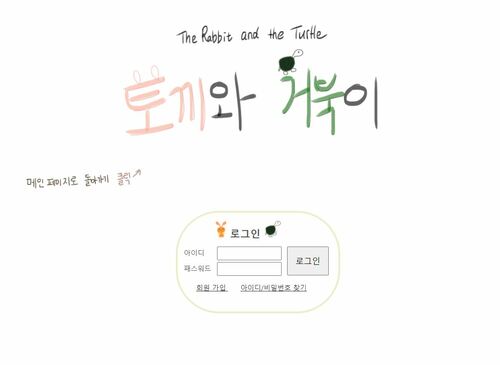 The Rabbit and the Turtle
토끼와 거북이
메인 페이지로 돌아가기 클릭
로그인
아이디
패스워드
로그인
회원 가입 아이디/비밀번호 찾기